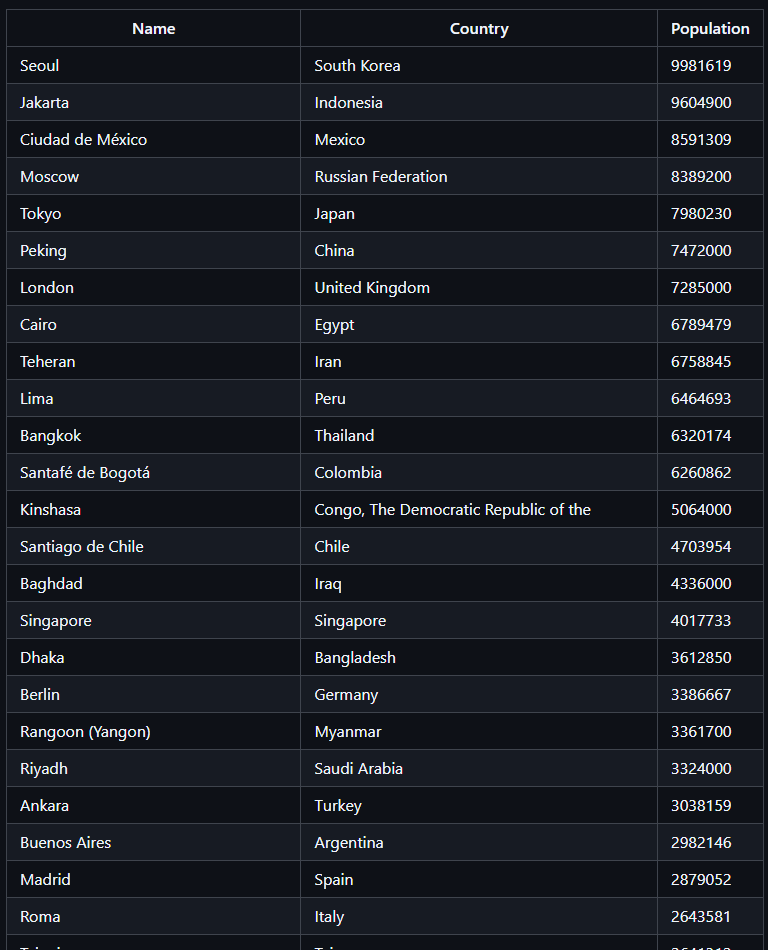 Name Country Population
Seoul South Korea 9981619
Jakarta Indonesia 9604900
Ciudad de México Mexico 8591309
Moscow Russian Federation 8389200
Tokyo Japan 7980230
Peking China 7472000
London United Kingdom 7285000
Cairo Egypt 6789479
Teheran Iran 6758845
Lima Peru 6464693
Bangkok Thailand 6320174
Santafé de Bogotá Colombia 6260862
Kinshasa Congo, The Democratic Republic of the 5064000
Santiago de Chile Chile 4703954
Baghdad Iraq 4336000
Singapore Singapore 4017733
Dhaka Bangladesh 3612850
Berlin Germany 3386667
Rangoon (Yangon) Myanmar 3361700
Riyadh Saudi Arabia 3324000
Ankara Turkey 3038159
Buenos Aires Argentina 2982146
Madrid Spain 2879052
Roma Italy 2643581